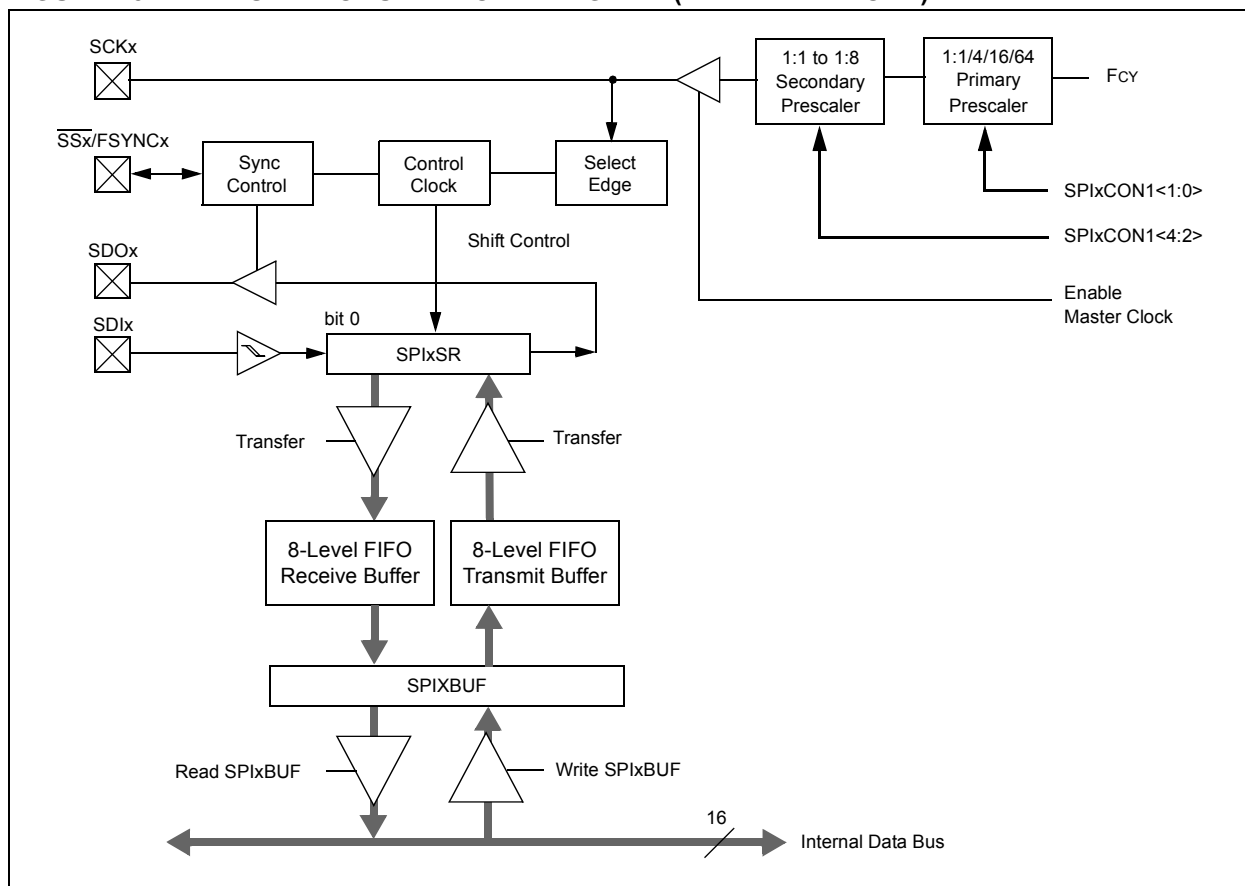 SCKx
1:1 to 1:8
Secondary
Prescaler
1:1/4/16/64
Primary
Prescaler
FCY
SSx/FSYNCx
Sync
Control
Control
Clock
Select
Edge
SPIxCON1<1:0>
SPIxCON1<4:2>
Shift Control
SDOx
Enable
Master Clock
SDIx
bit 0
SPIxSR
Transfer
Transfer
8-Level FIFO
Receive Buffer
8-Level FIFO
Transmit Buffer
SPIXBUF
Read SPIxBUF
Write SPIxBUF
16
Internal Data Bus